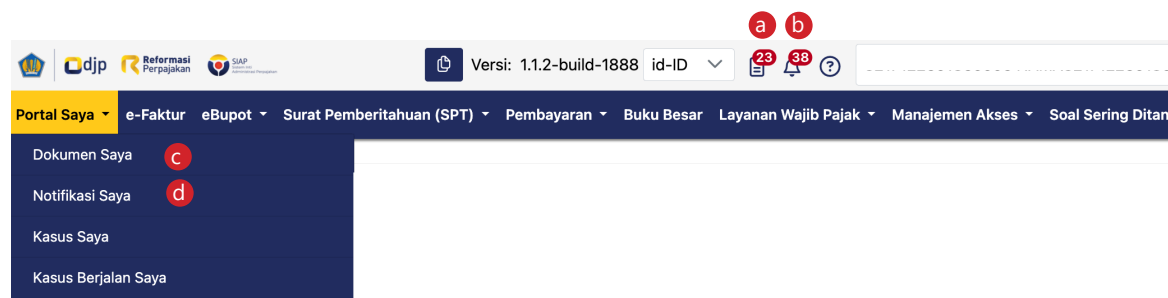 a b
djp Reformasi Perpajakan SIAP Versi: 1.1.2-build-1888 id-ID 23 38
Portal Saya e-Faktur eBupot Surat Pemberitahuan (SPT) Pembayaran Buku Besar Layanan Wajib Pajak Manajemen Akses Soal Sering Ditan
Dokumen Saya c
Notifikasi Saya d
Kasus Saya
Kasus Berjalan Saya